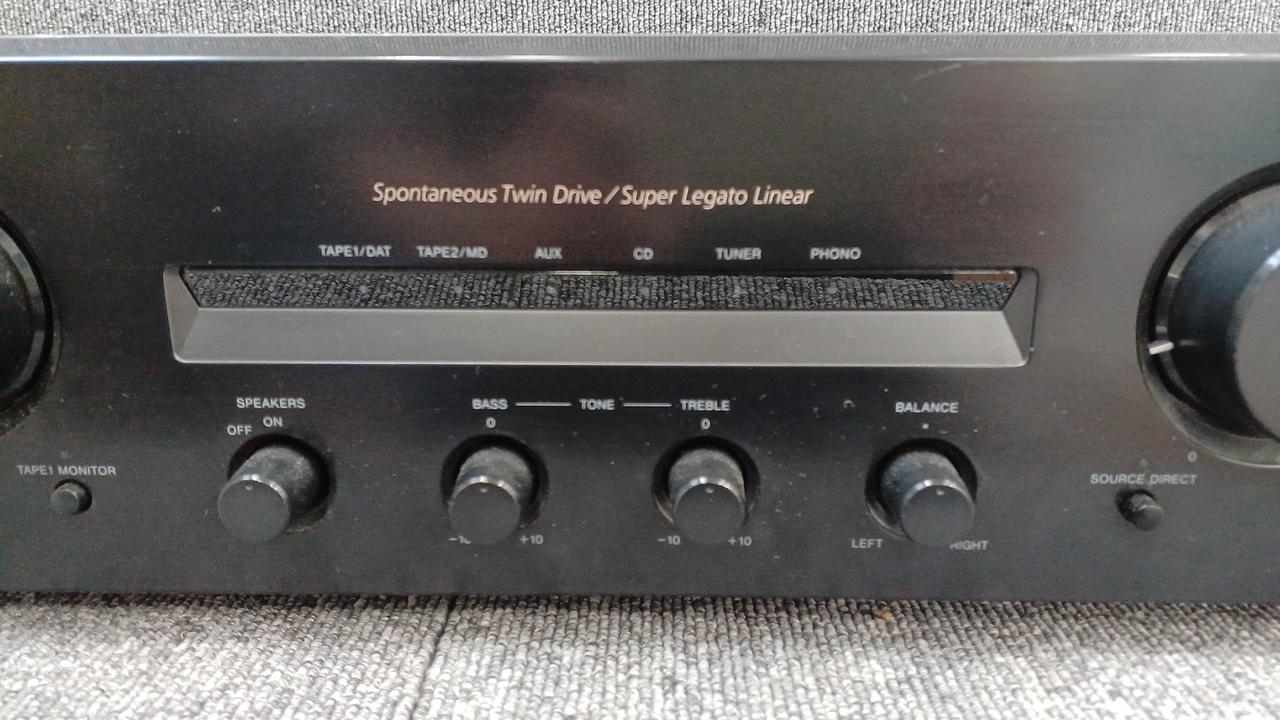 Spontaneous Twin Drive / Super Legato Linear
TAPE1/DAT TAPE2/MD AUX CD TUNER PHONO
SPEAKERS BASS TONE TREBLE BALANCE
OFF ON 0 0
TAPE1 MONITOR 0
SOURCE DIRECT
+10 -10 +10 LEFT RIGHT